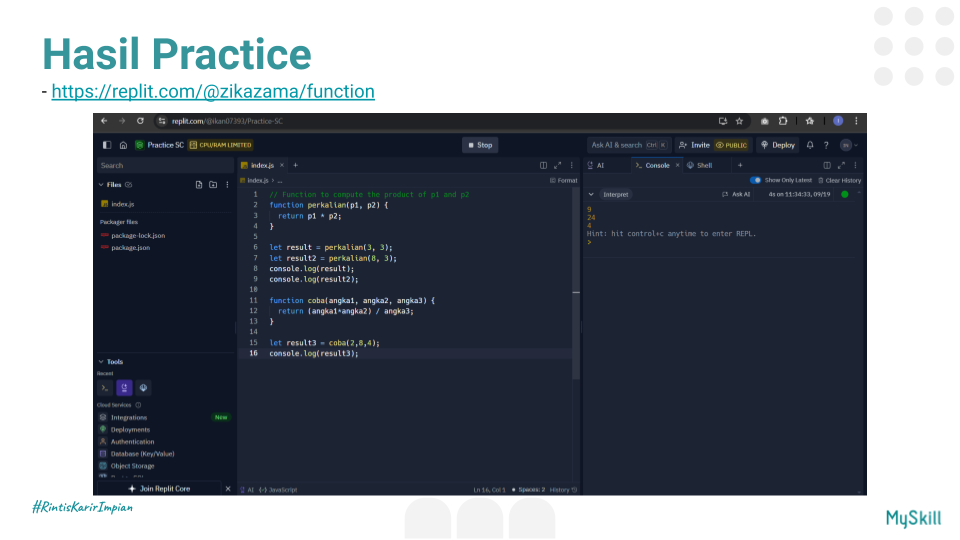 Hasil Practice
- https://replit.com/@zikazama/function
replit.com/@ikan07393/Practice-SC
Practice SC CPU/RAM LIMITED
Stop
Ask AI & search Ctrl K Invite PUBLIC Deploy
Search
Files
index.js
Packager files
package-lock.json
package.json
Tools
Recent
Cloud Services
Integrations New
Deployments
Authentication
Database (Key/Value)
Object Storage
Join Replit Core
index.js
index.js > ...
Format
1 // Function to compute the product of p1 and p2
2 function perkalian(p1, p2) {
3 return p1 * p2;
4 }
5
6 let result = perkalian(3, 3);
7 let result2 = perkalian(8, 3);
8 console.log(result);
9 console.log(result2);
10
11 function coba(angka1, angka2, angka3) {
12 return (angka1*angka2) / angka3;
13 }
14
15 let result3 = coba(2,8,4);
16 console.log(result3);
AI {} JavaScript
Ln 16, Col 1 Spaces: 2 History
AI Console Shell
Show Only Latest Clear History
Interpret Ask AI 4s on 11:34:33, 09/19
9
24
4
Hint: hit control+c anytime to enter REPL.
>
#RintisKarirImpian
MySkill